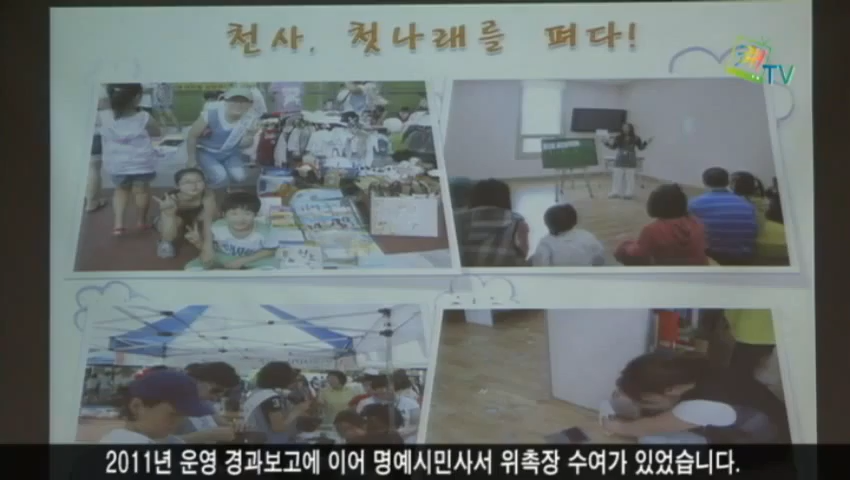 천사, 첫나래를 펴다!
TV
2011년 운영 경과보고에 이어 명예시민사서 위촉장 수여가 있었습니다.